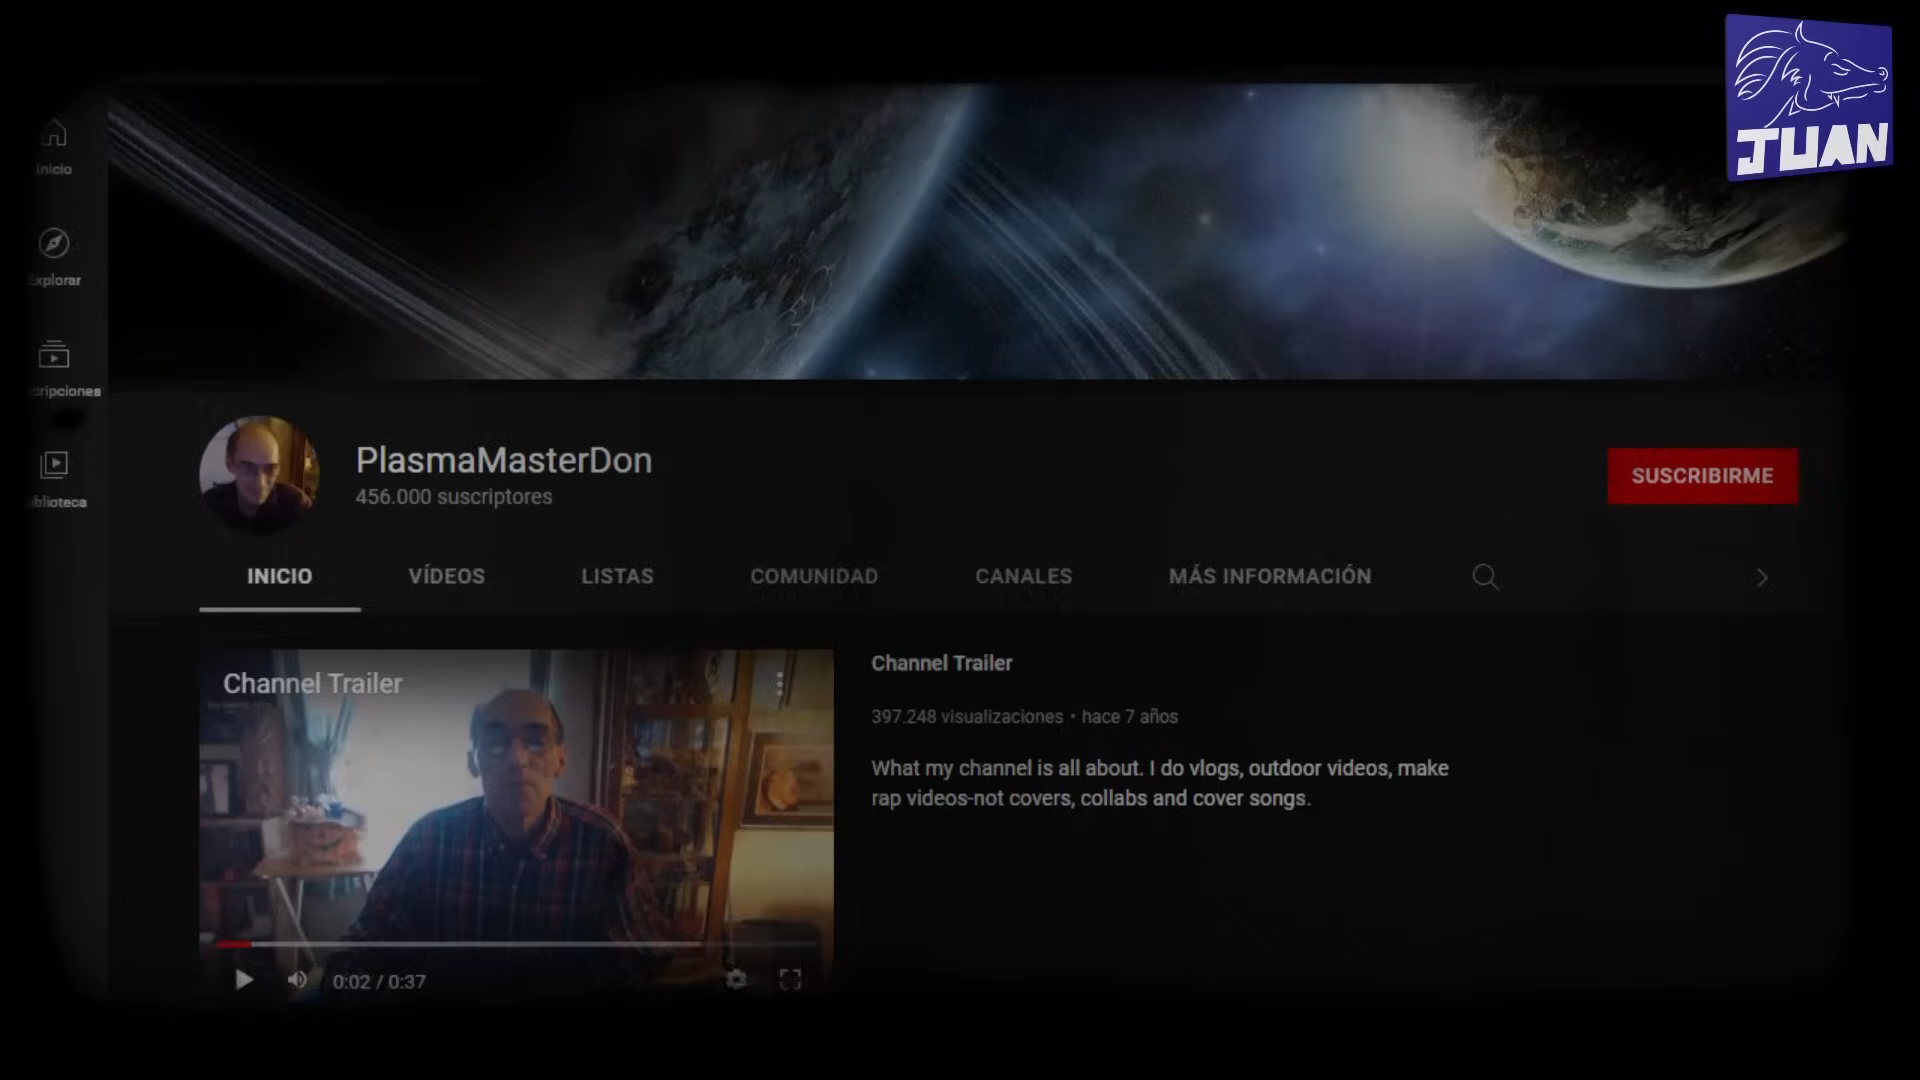 JUAN
Inicio
Explorar
PlasmaMasterDon
456.000 suscriptores
SUSCRIBIRME
cripciones
blioteca
INICIO VÍDEOS LISTAS COMUNIDAD CANALES MÁS INFORMACIÓN
Channel Trailer
Channel Trailer
397.248 visualizaciones • hace 7 años
What my channel is all about. I do vlogs, outdoor videos, make
rap videos-not covers, collabs and cover songs.
0:02 / 0:37